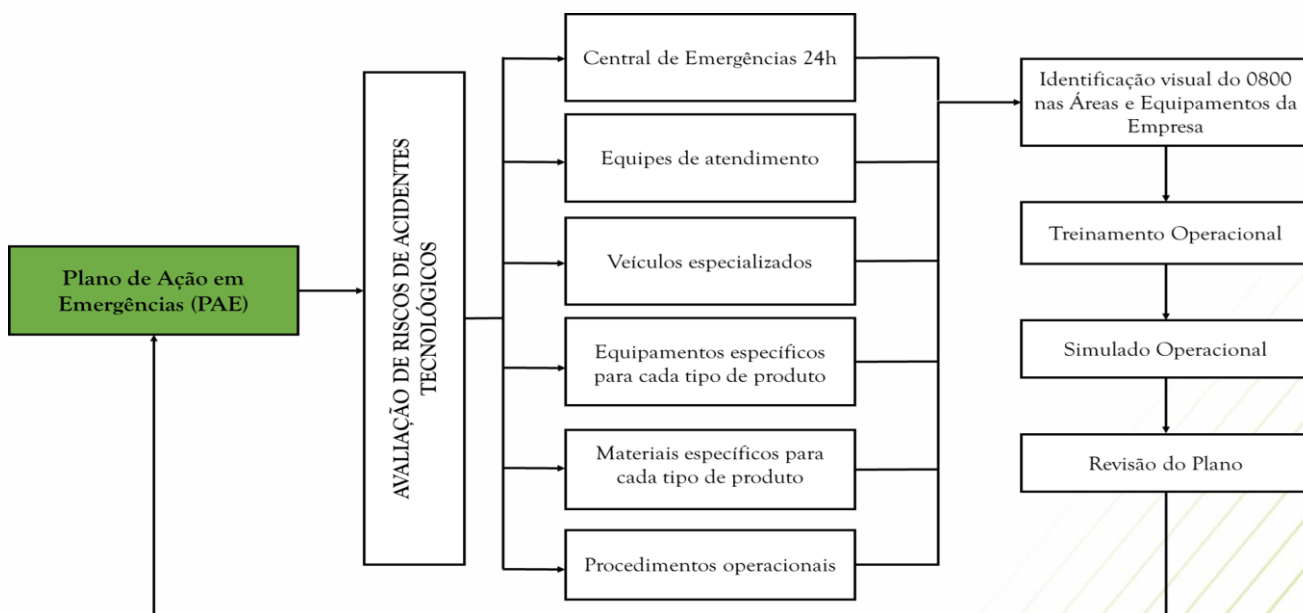 Plano de Ação em
Emergências (PAE)
AVALIAÇÃO DE RISCOS DE ACIDENTES
TECNOLÓGICOS
Central de Emergências 24h
Equipes de atendimento
Veículos especializados
Equipamentos específicos
para cada tipo de produto
Materiais específicos para
cada tipo de produto
Procedimentos operacionais
Identificação visual do 0800
nas Áreas e Equipamentos da
Empresa
Treinamento Operacional
Simulado Operacional
Revisão do Plano